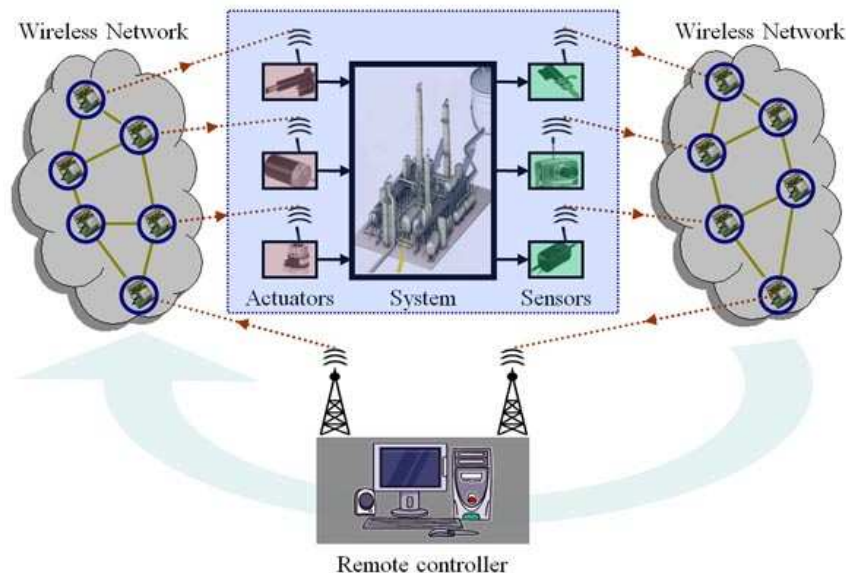 Wireless Network
Wireless Network
Actuators
System
Sensors
Remote controller